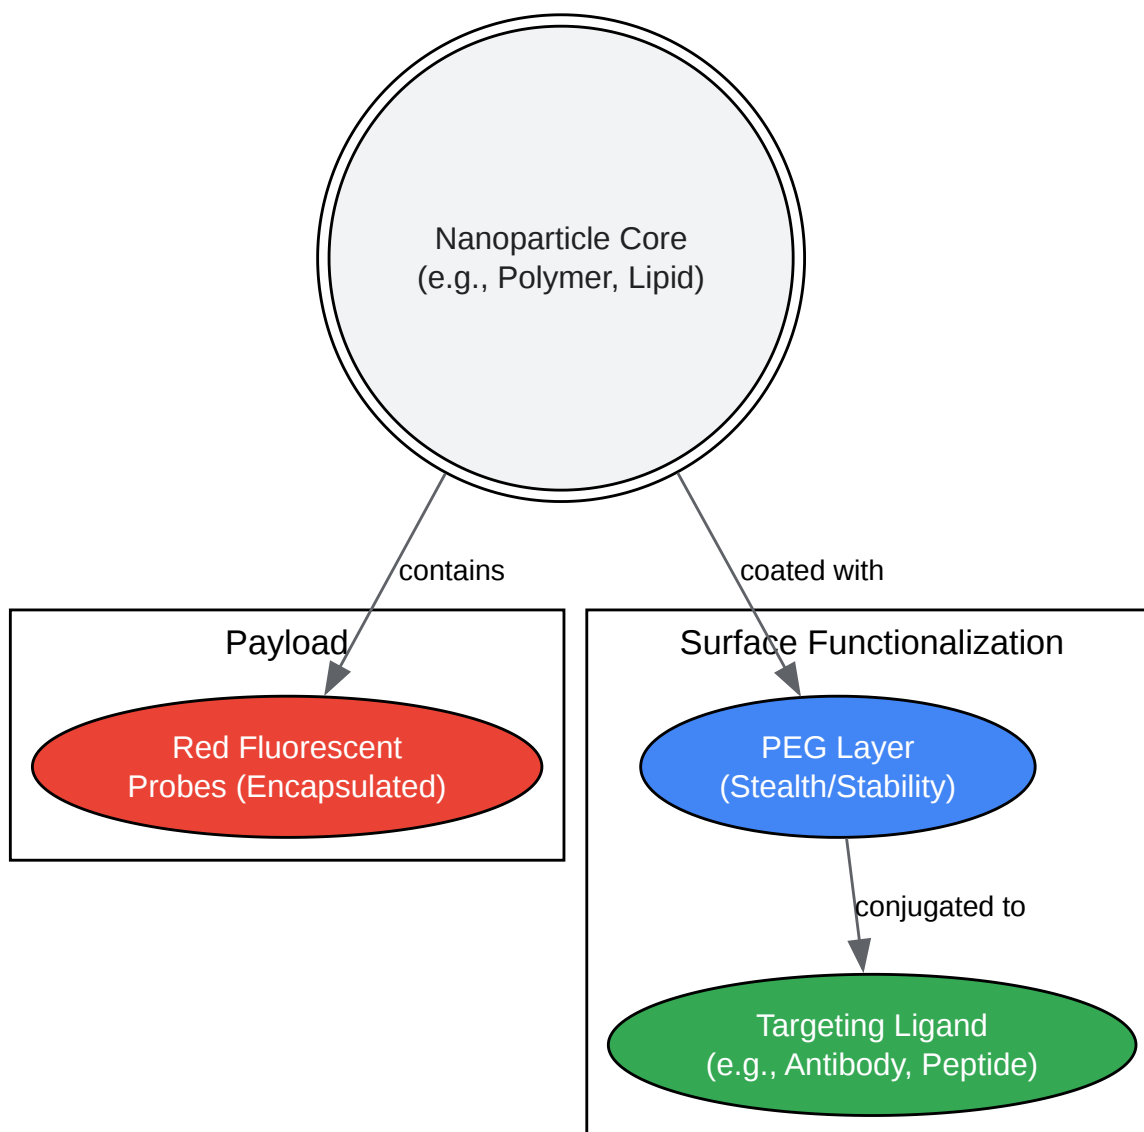 Nanoparticle Core
(e.g., Polymer, Lipid)
contains
coated with
Payload
Surface Functionalization
Red Fluorescent
Probes (Encapsulated)
PEG Layer
(Stealth/Stability)
conjugated to
Targeting Ligand
(e.g., Antibody, Peptide)